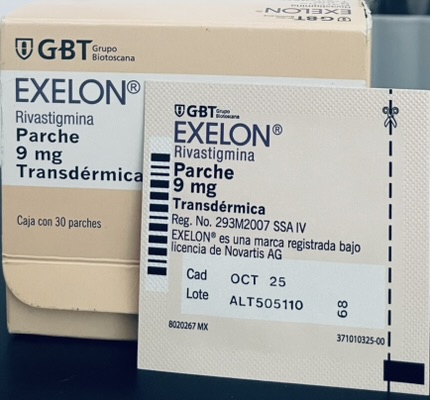 EXELON®
GBT Grupo
Biotoscana
EXELON®
Rivastigmina
Parche
9 mg
Transdérmica
Caja con 30 parches
GBT Grupo
Biotoscana
EXELON®
Rivastigmina
Parche
9 mg
Transdérmica
Reg. No. 293M2007 SSA IV
EXELON® es una marca registrada bajo
licencia de Novartis AG
Cad OCT 25
Lote ALT505110
68
8020267 MX
371010325-00